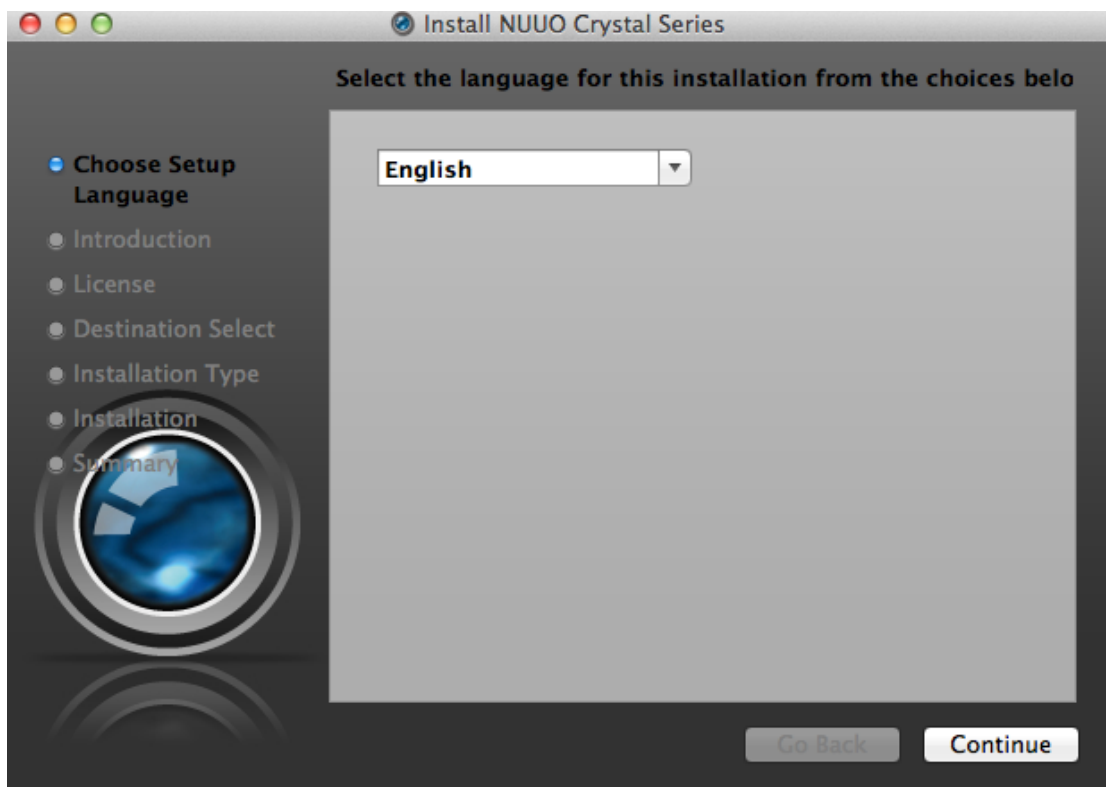 Install NUUO Crystal Series
Select the language for this installation from the choices belo
Choose Setup
Language
Introduction
License
Destination Select
Installation Type
Installation
Summary
English
Go Back
Continue